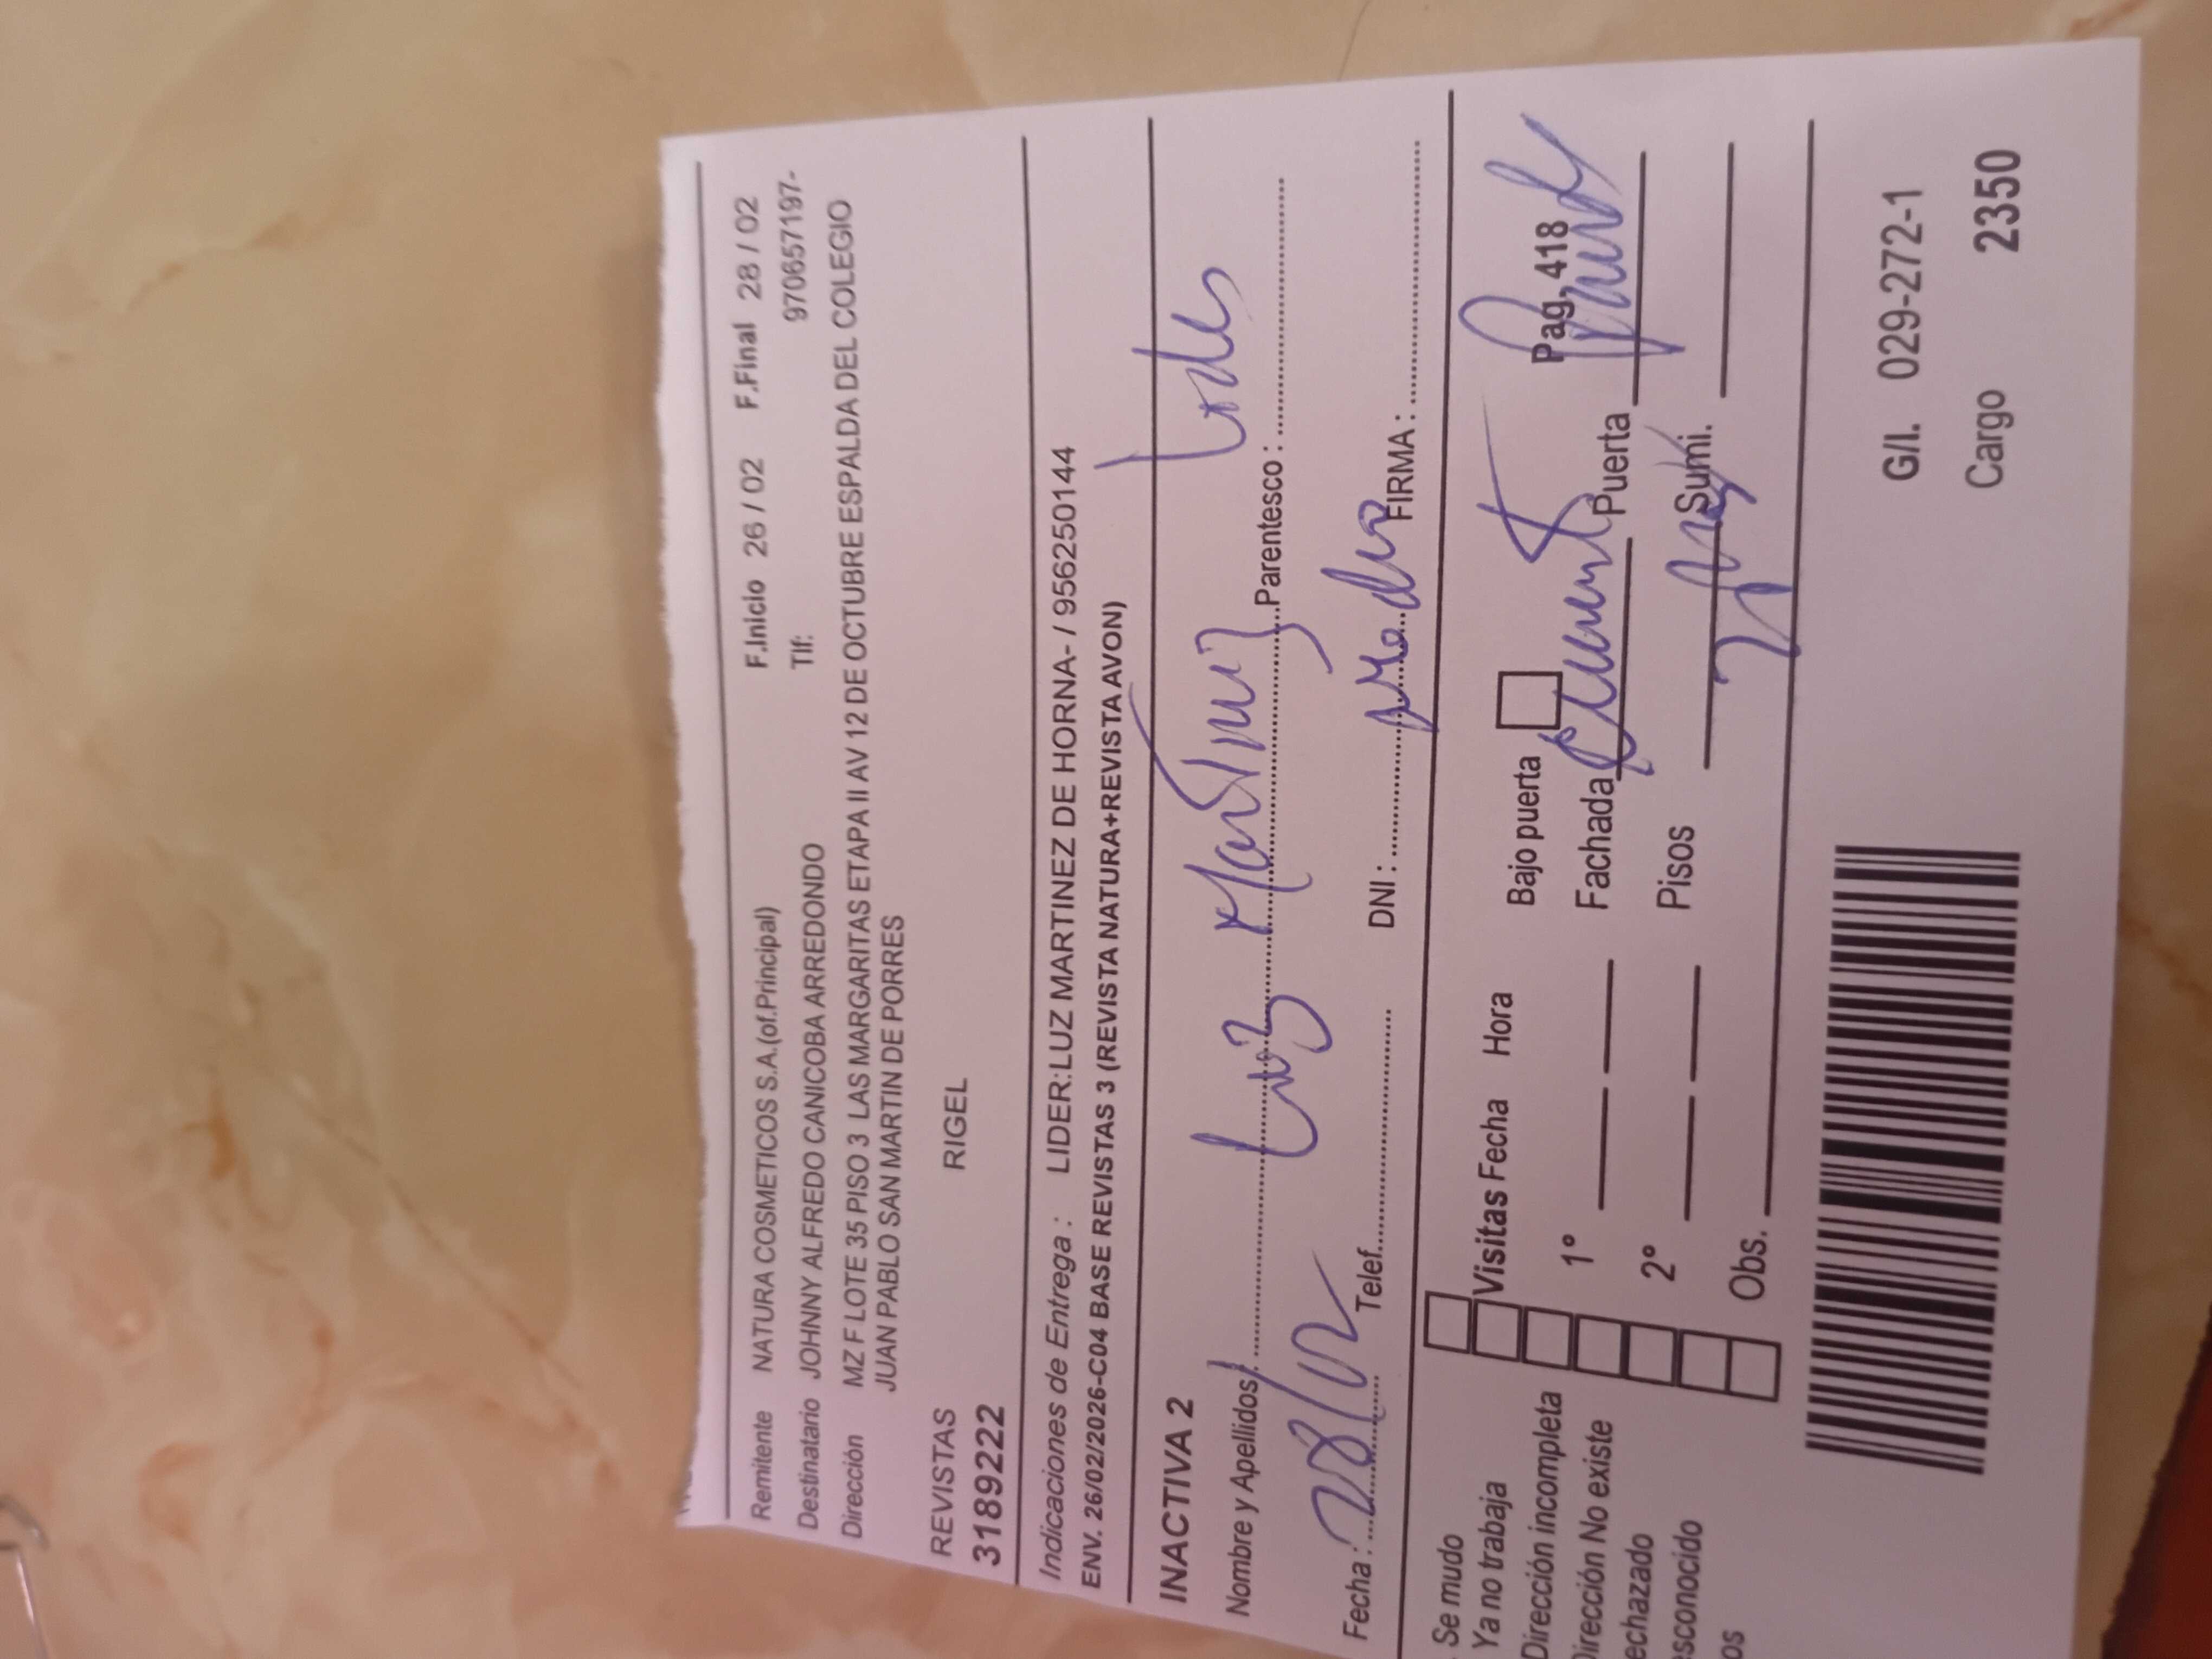 F.Inicio 26 / 02 F.Final 28 / 02
Remitente NATURA COSMETICOS S.A.(of.Principal) Tlf: 970657197-
Destinatario JOHNNY ALFREDO CANICOBA ARREDONDO
Dirección MZ F LOTE 35 PISO 3 LAS MARGARITAS ETAPA II AV 12 DE OCTUBRE ESPALDA DEL COLEGIO
JUAN PABLO SAN MARTIN DE PORRES
REVISTAS RIGEL
3189222
Indicaciones de Entrega : LIDER:LUZ MARTINEZ DE HORNA- / 956250144
ENV. 26/02/2026-C04 BASE REVISTAS 3 (REVISTA NATURA+REVISTA AVON)
INACTIVA 2
Nombre y Apellidos: Luz Martinez Parentesco :
Fecha : 28/02 Telef. DNI : FIRMA :
Se mudo
Ya no trabaja Visitas Fecha Hora Bajo puerta Pag, 418
Dirección incompleta 1° Fachada Puerta
Dirección No existe
echazado 2° Pisos Sumi.
esconocido
os Obs.
G/I. 029-272-1
Cargo 2350